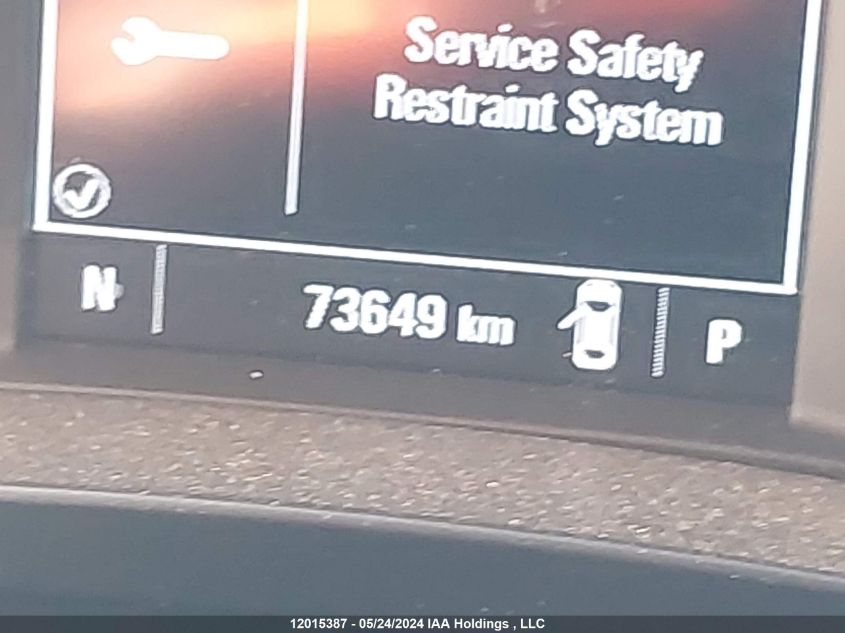 Service Safety
Restraint System
N 73649 km P
12015387 - 05/24/2024 IAA Holdings , LLC